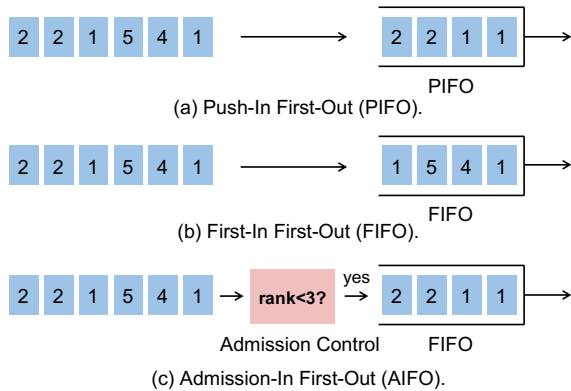 2 2 1 5 4 1 2 2 1 1
PIFO
(a) Push-In First-Out (PIFO).
2 2 1 5 4 1 1 5 4 1
FIFO
(b) First-In First-Out (FIFO).
2 2 1 5 4 1 rank<3? yes 2 2 1 1
Admission Control FIFO
(c) Admission-In First-Out (AIFO).